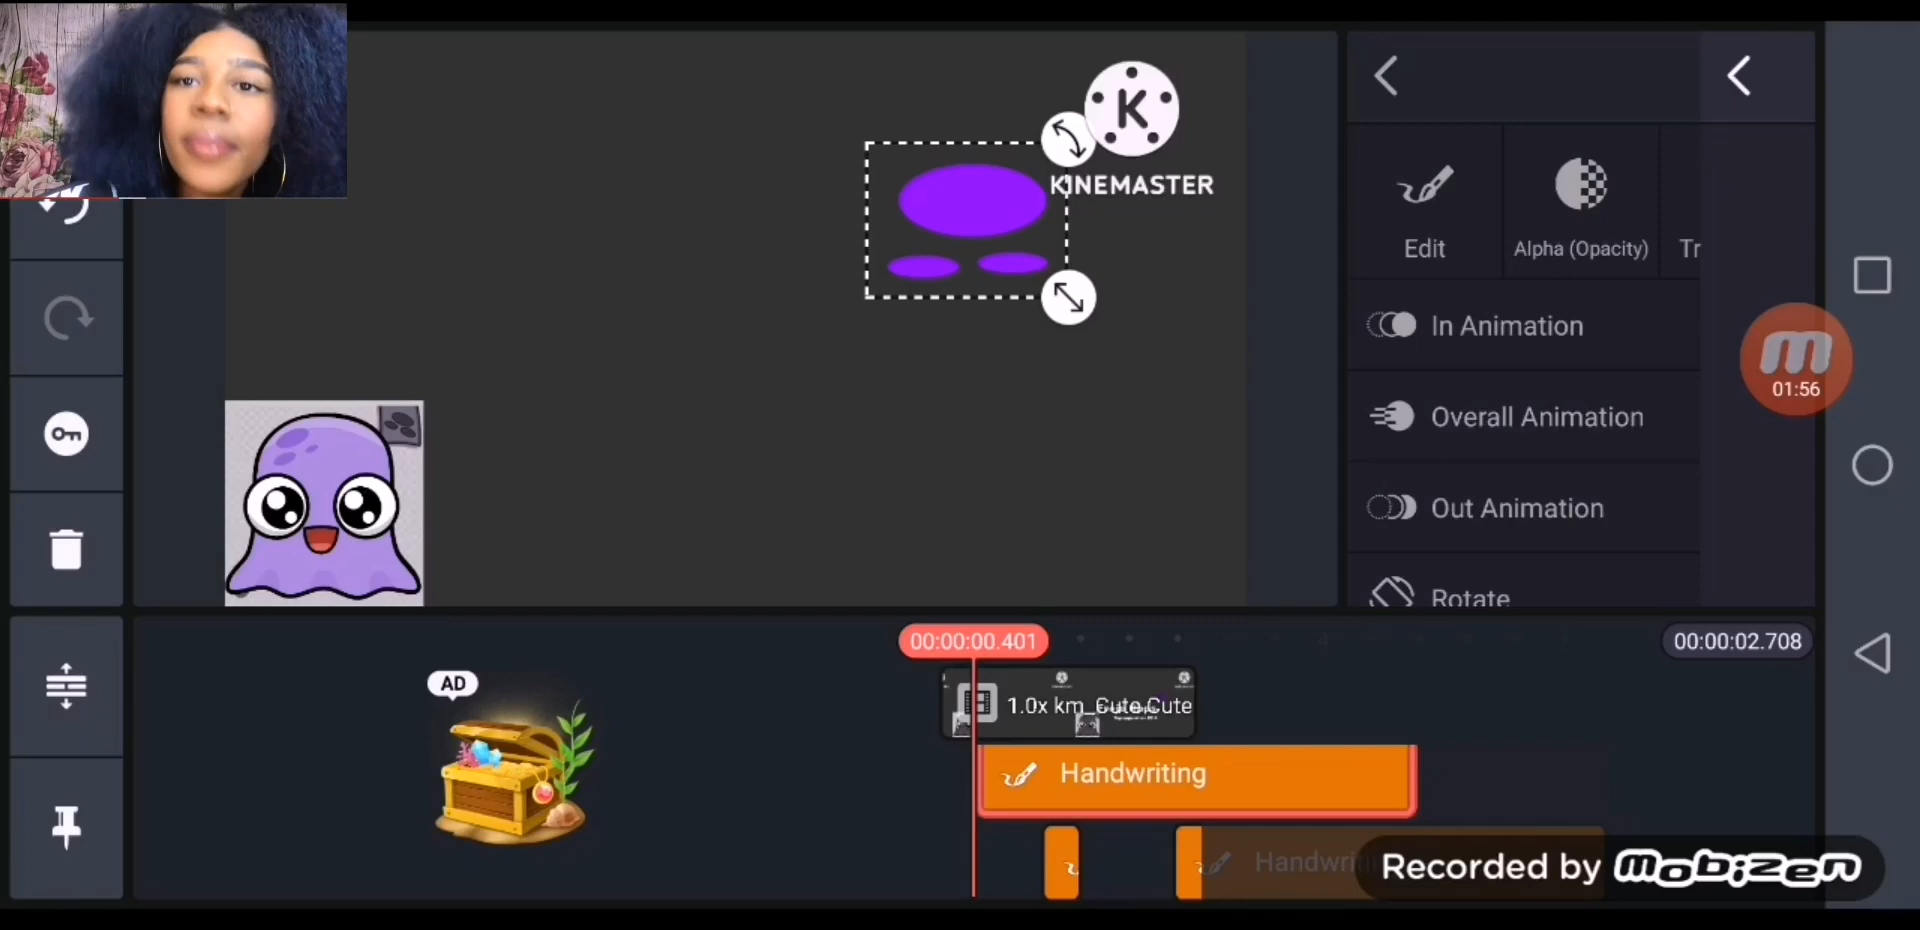 K
KINEMASTER
Edit
Alpha (Opacity)
Tr
In Animation
01:56
Overall Animation
Out Animation
Rotate
00:00:00.401
00:00:02.708
AD
1.0x km_Cute.Cute
Handwriting
Handwriti
Recorded by mobizen